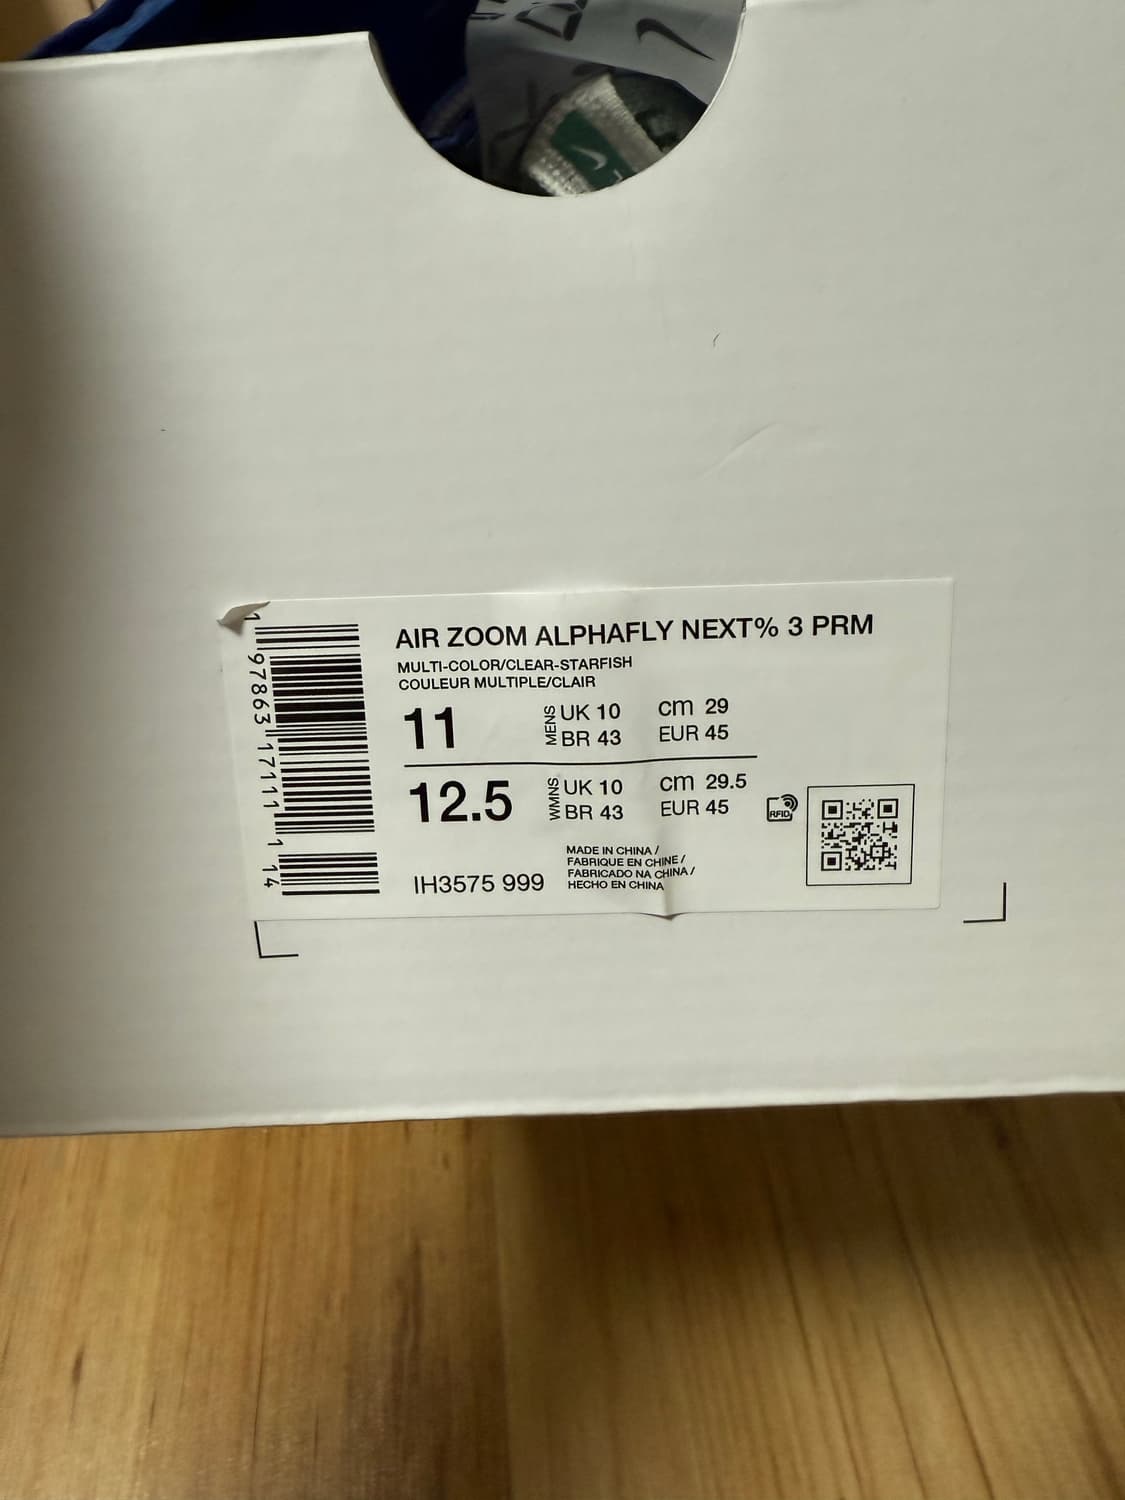 AIR ZOOM ALPHAFLY NEXT% 3 PRM
MULTI-COLOR/CLEAR-STARFISH
COULEUR MULTIPLE/CLAIR
11 MENS UK 10 cm 29
BR 43 EUR 45
12.5 WMNS UK 10 cm 29.5
BR 43 EUR 45
RFID
MADE IN CHINA /
FABRIQUE EN CHINE /
FABRICADO NA CHINA /
HECHO EN CHINA
IH3575 999
1 97863 17111 1 14